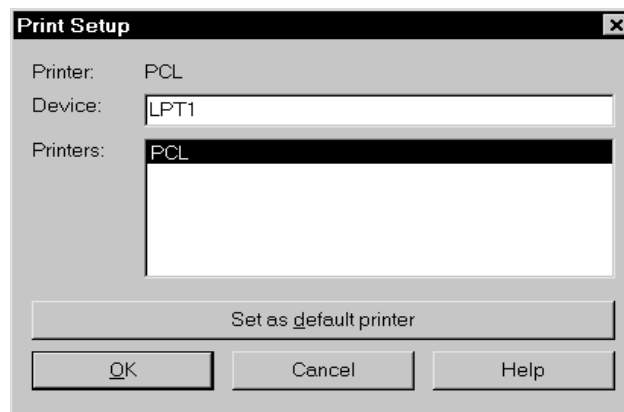 Print Setup
Printer: PCL
Device: LPT1
Printers: PCL
Set as default printer
OK Cancel Help